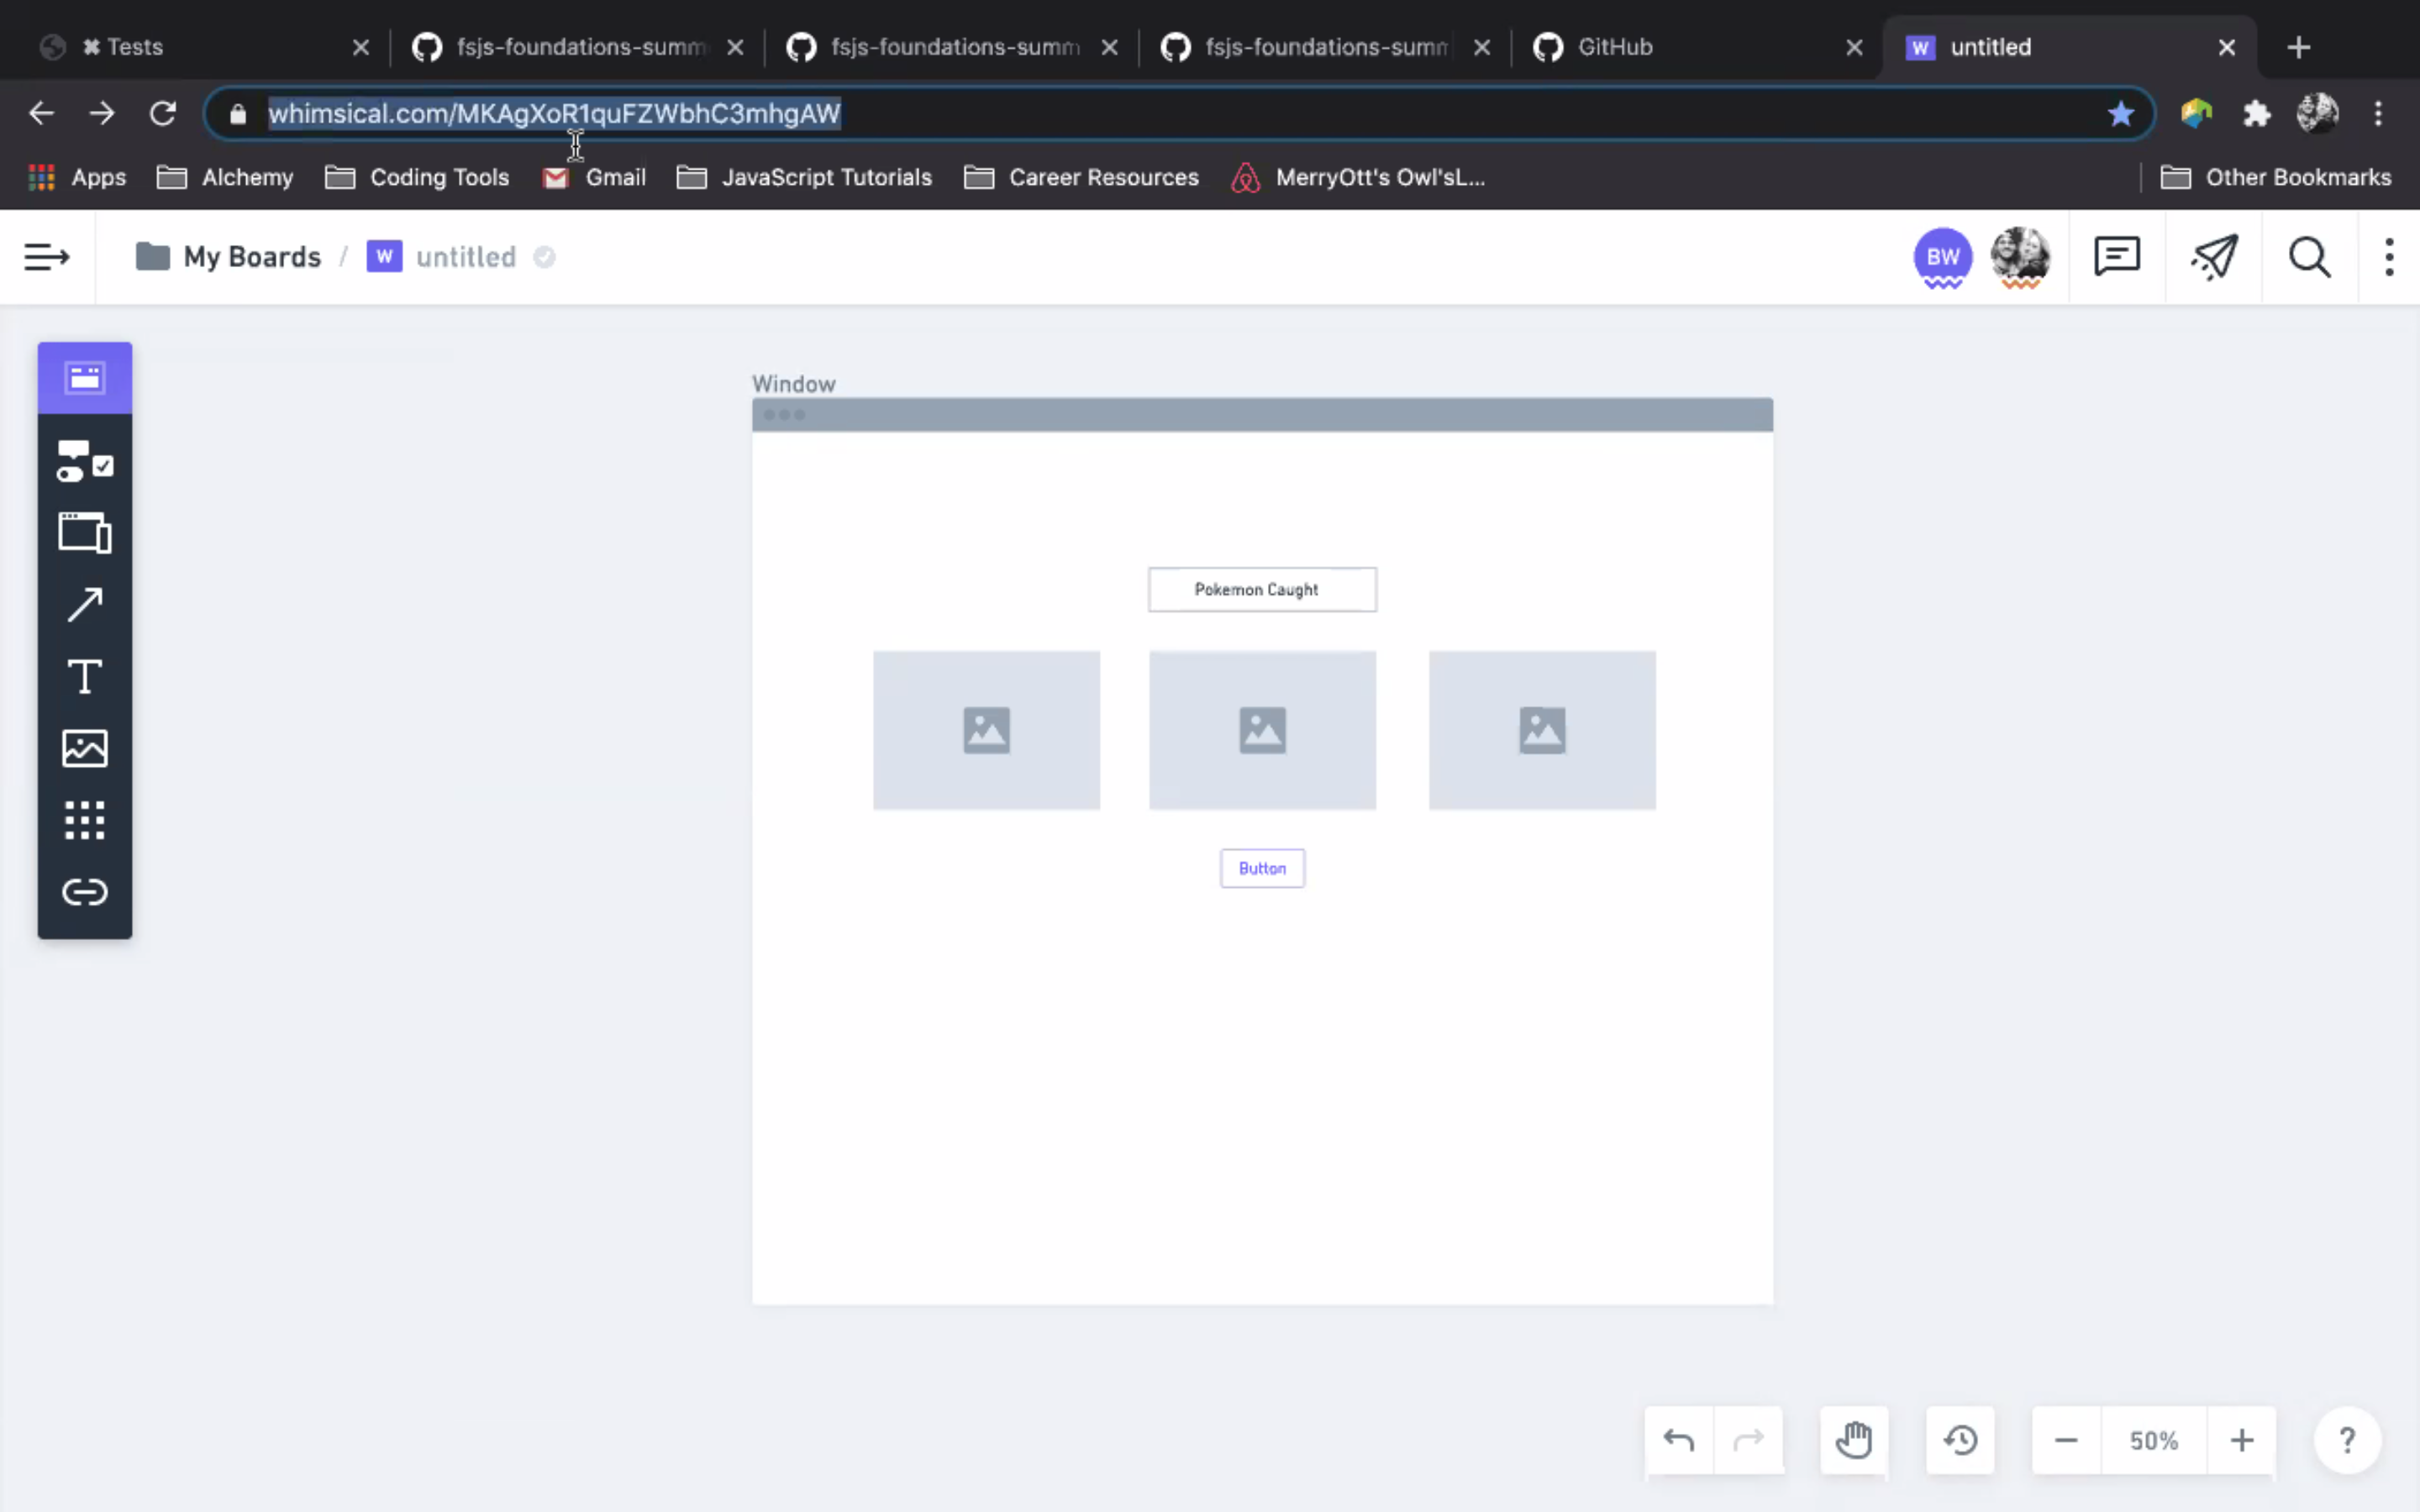 ✖ Tests
fsjs-foundations-summ
fsjs-foundations-summ
fsjs-foundations-sumn
GitHub
W untitled
whimsical.com/MKAgXoR1quFZWbhC3mhgAW
Apps Alchemy Coding Tools Gmail JavaScript Tutorials Career Resources MerryOtt's Owl'sL... Other Bookmarks
My Boards / W untitled BW
Window
T
Pokemon Caught
Button
50% ?